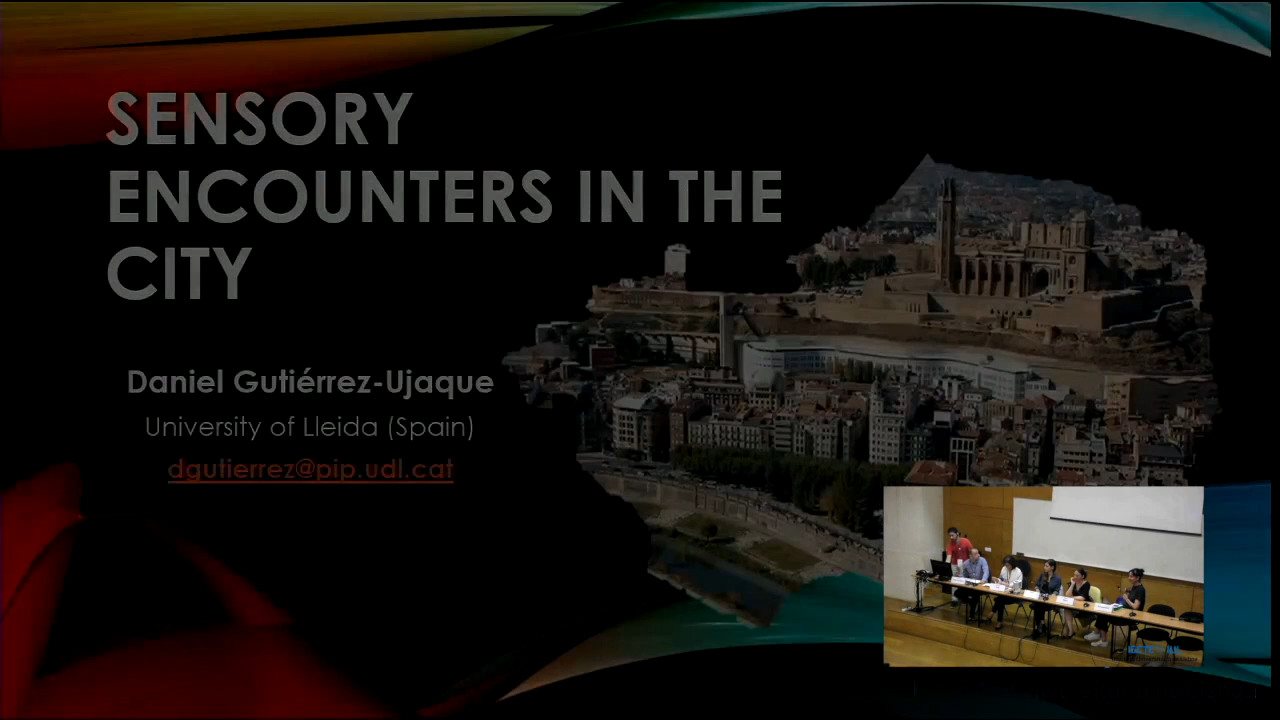 SENSORY
ENCOUNTERS IN THE
CITY
Daniel Gutiérrez-Ujaque
University of Lleida (Spain)
dgutierrez@pip.udl.cat